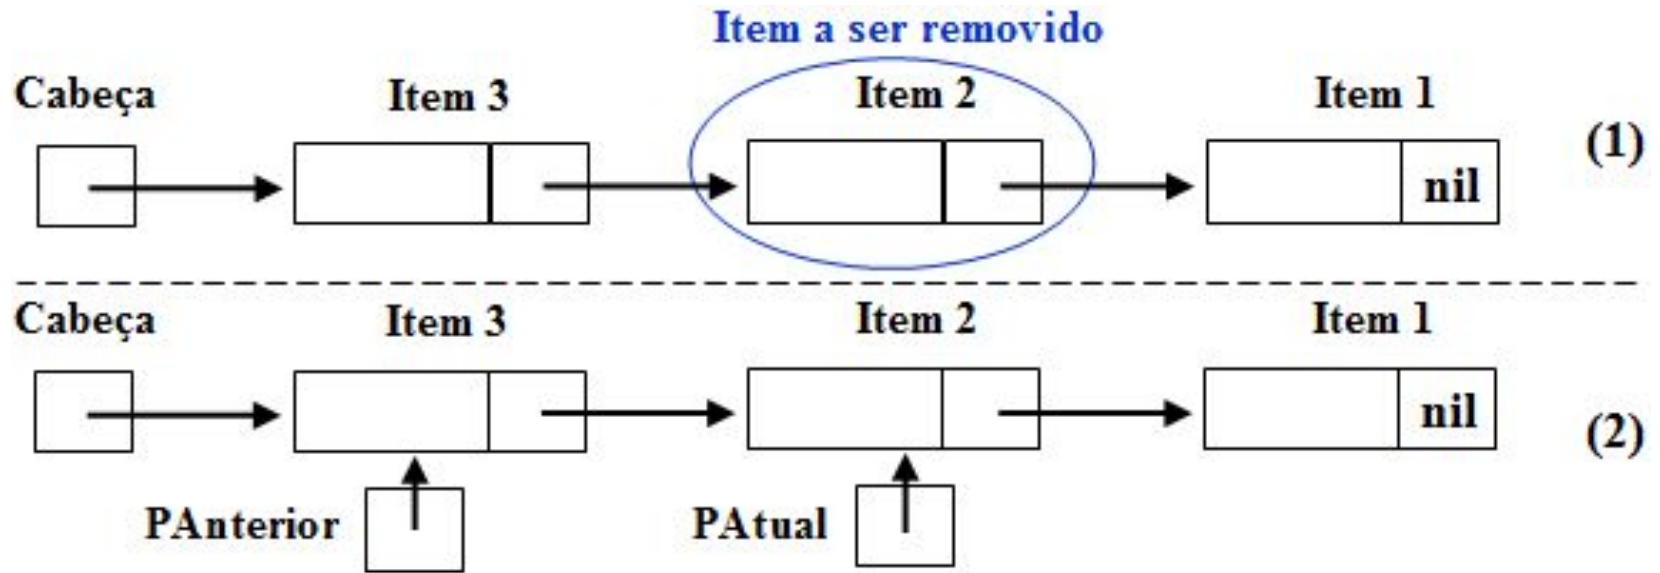 Item a ser removido
Cabeça Item 3 Item 2 Item 1
(1)
nil
Cabeça Item 3 Item 2 Item 1
nil
(2)
PAnterior PAtual